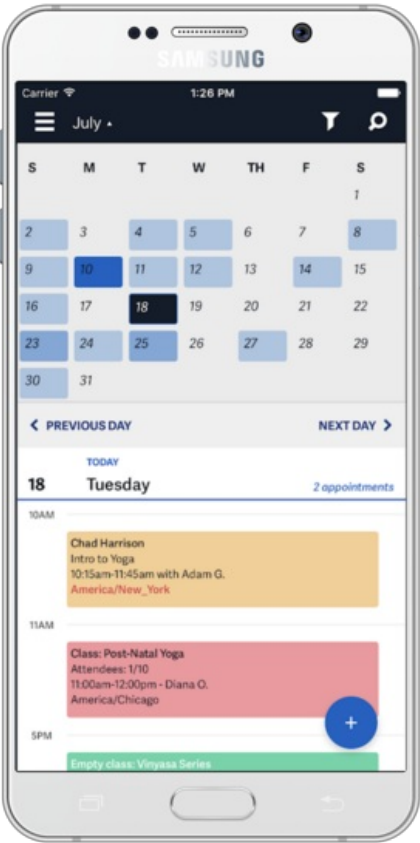 SAMSUNG
Carrier 1:26 PM
July
S M T W TH F S
1
2 3 4 5 6 7 8
9 10 11 12 13 14 15
16 17 18 19 20 21 22
23 24 25 26 27 28 29
30 31
PREVIOUS DAY NEXT DAY
TODAY
18 Tuesday 2 appointments
10AM
Chad Harrison
Intro to Yoga
10:15am-11:45am with Adam G.
America/New_York
11AM
Class: Post-Natal Yoga
Attendees: 1/10
11:00am-12:00pm - Diana O.
America/Chicago
+
5PM
Empty class: Vinyasa Series